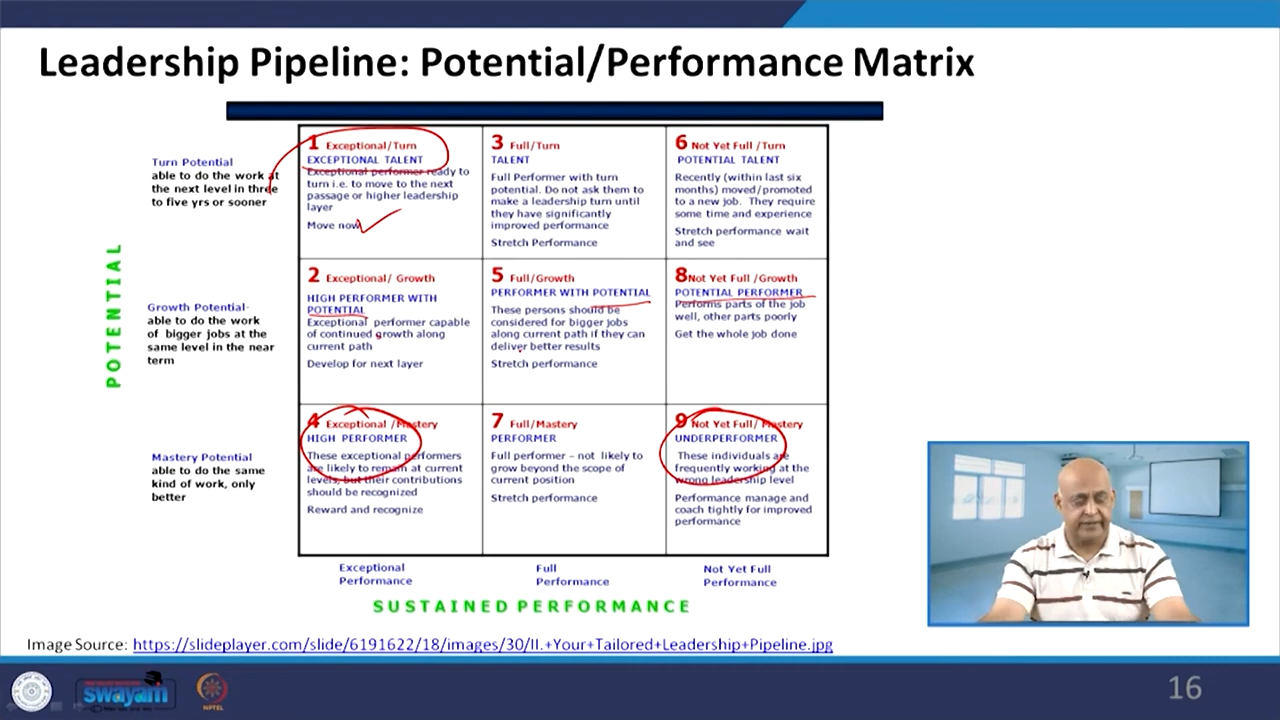 Leadership Pipeline: Potential/Performance Matrix
POTENTIAL
Turn Potential
able to do the work at
the next level in three
to five yrs or sooner
1 Exceptional/Turn
EXCEPTIONAL TALENT
Exceptional performer ready to
turn i.e. to move to the next
passage or higher leadership
layer
Move now
3 Full/Turn
TALENT
Full Performer with turn
potential. Do not ask them to
make a leadership turn until
they have significantly
improved performance
Stretch Performance
6 Not Yet Full /Turn
POTENTIAL TALENT
Recently (within last six
months) moved/promoted
to a new job. They require
some time and experience
Stretch performance wait
and see
Growth Potential-
able to do the work
of bigger jobs at the
same level in the near
term
2 Exceptional/ Growth
HIGH PERFORMER WITH
POTENTIAL
Exceptional performer capable
of continued growth along
current path
Develop for next layer
5 Full/Growth
PERFORMER WITH POTENTIAL
These persons should be
considered for bigger jobs
along current path if they can
deliver better results
Stretch performance
8Not Yet Full /Growth
POTENTIAL PERFORMER
Performs parts of the job
well, other parts poorly
Get the whole job done
Mastery Potential
able to do the same
kind of work, only
better
4 Exceptional /Mastery
HIGH PERFORMER
These exceptional performers
are likely to remain at current
levels, but their contributions
should be recognized
Reward and recognize
7 Full/Mastery
PERFORMER
Full performer – not likely to
grow beyond the scope of
current position
Stretch performance
9 Not Yet Full/ Mastery
UNDERPERFORMER
These individuals are
frequently working at the
wrong leadership level
Performance manage and
coach tightly for improved
performance
Exceptional
Performance
Full
Performance
Not Yet Full
Performance
SUSTAINED PERFORMANCE
Image Source: https://slideplayer.com/slide/6191622/18/images/30/II.+Your+Tailored+Leadership+Pipeline.jpg
swayam
NPTEL
16